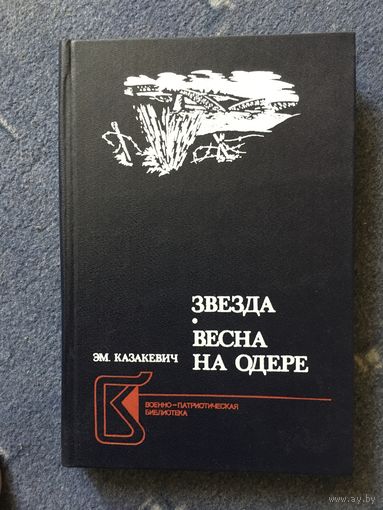 ЗВЕЗДА
•
ВЕСНА
НА ОДЕРЕ
ЭМ. КАЗАКЕВИЧ
ВОЕННО-ПАТРИОТИЧЕСКАЯ
БИБЛИОТЕКА
www.ay.by